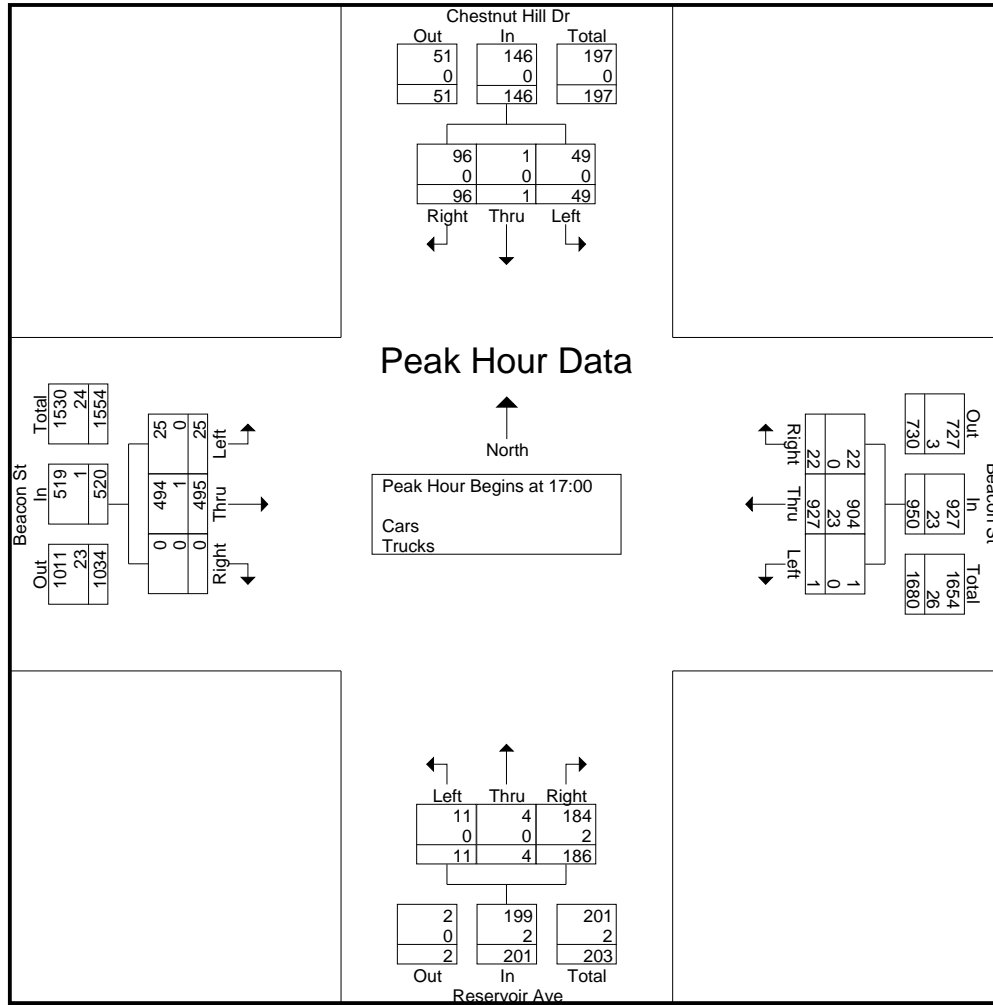 Chestnut Hill Dr
Out In Total
51 146 197
0 0 0
51 146 197
96 1 49
0 0 0
96 1 49
Right Thru Left
Peak Hour Data
North
Peak Hour Begins at 17:00
Cars
Trucks
Beacon St
Total In Out
1530 519 1011
24 1 23
1554 520 1034
25 494 0
0 1 0
25 495 0
Left Thru Right
Beacon St
Out In Total
727 927 1654
3 23 26
730 950 1680
22 904 1
0 23 0
22 927 1
Right Thru Left
Left Thru Right
11 4 184
0 0 2
11 4 186
2 199 201
0 2 2
2 201 203
Out In Total
Reservoir Ave